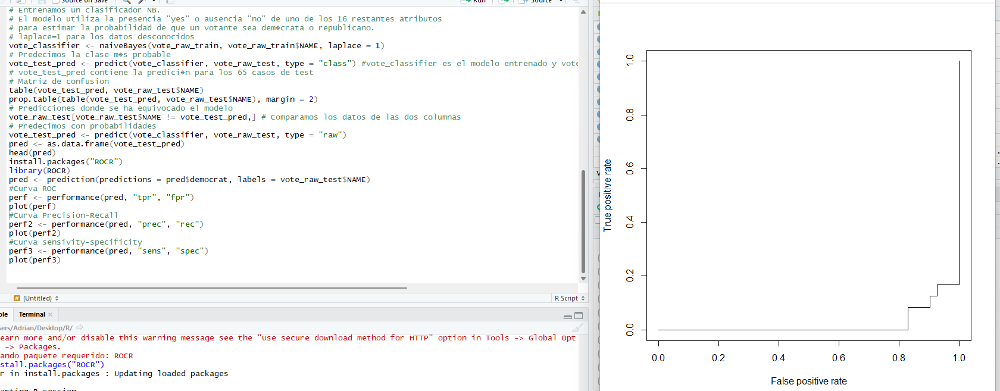 Source on Save
Run
Source
# Entrenamos un clasificador NB.
# El modelo utiliza la presencia "yes" o ausencia "no" de uno de los 16 restantes atributos
# para estimar la probabilidad de que un votante sea dem�crata o republicano.
# laplace=1 para los datos desconocidos
vote_classifier <- naiveBayes(vote_raw_train, vote_raw_train$NAME, laplace = 1)
# Predecimos la clase m�s probable
vote_test_pred <- predict(vote_classifier, vote_raw_test, type = "class") #vote_classifier es el modelo entrenado y vote
# vote_test_pred contiene la predici�n para los 65 casos de test
# Matriz de confusion
table(vote_test_pred, vote_raw_test$NAME)
prop.table(table(vote_test_pred, vote_raw_test$NAME), margin = 2)
# Predicciones donde se ha equivocado el modelo
vote_raw_test[vote_raw_test$NAME != vote_test_pred,] # Comparamos los datos de las dos columnas
# Predecimos con probabilidades
vote_test_pred <- predict(vote_classifier, vote_raw_test, type = "raw")
pred <- as.data.frame(vote_test_pred)
head(pred)
install.packages("ROCR")
library(ROCR)
pred <- prediction(predictions = pred$democrat, labels = vote_raw_test$NAME)
#Curva ROC
perf <- performance(pred, "tpr", "fpr")
plot(perf)
#Curva Precision-Recall
perf2 <- performance(pred, "prec", "rec")
plot(perf2)
#Curva sensivity-specificity
perf3 <- performance(pred, "sens", "spec")
plot(perf3)
# (Untitled)
R Script
ole
Terminal
sers/Adrian/Desktop/R/
earn more and/or disable this warning message see the "Use secure download method for HTTP" option in Tools -> Global Opt
-> Packages.
ando paquete requerido: ROCR
stall.packages("ROCR")
r in install.packages : Updating loaded packages
arting R session
True positive rate
1.0
0.8
0.6
0.4
0.2
0.0
0.0
0.2
0.4
0.6
0.8
1.0
False positive rate